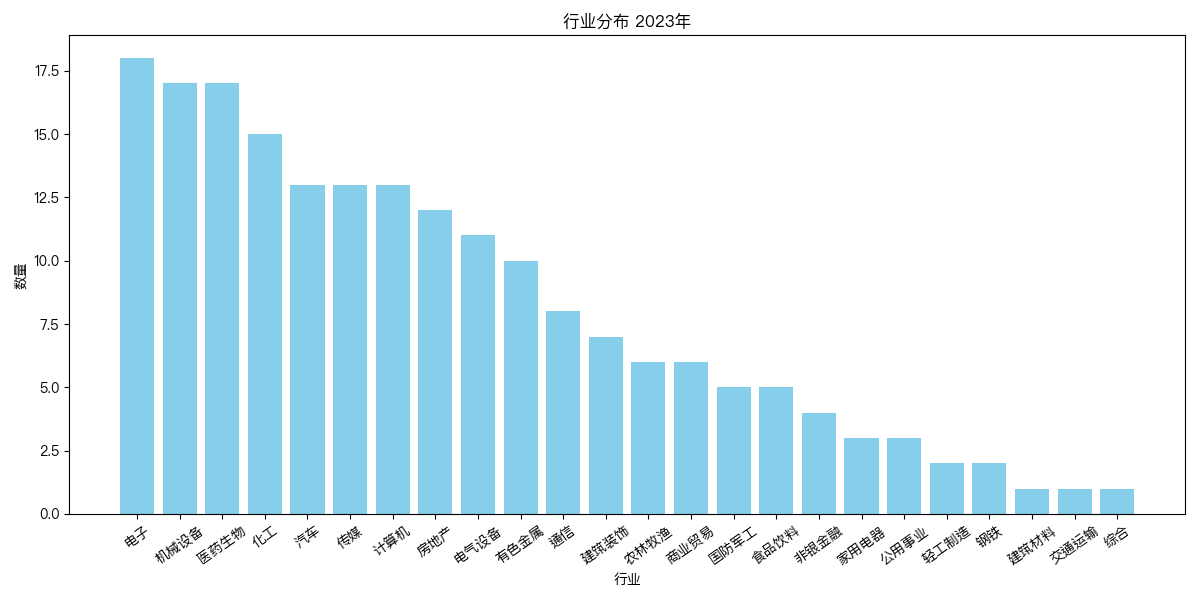 行业分布 2023年
数量
17.5
15.0
12.5
10.0
7.5
5.0
2.5
0.0
电子
机械设备
医药生物
化工
汽车
传媒
计算机
房地产
电气设备
有色金属
通信
建筑装饰
农林牧渔
商业贸易
国防军工
食品饮料
非银金融
家用电器
公用事业
轻工制造
钢铁
建筑材料
交通运输
综合
行业